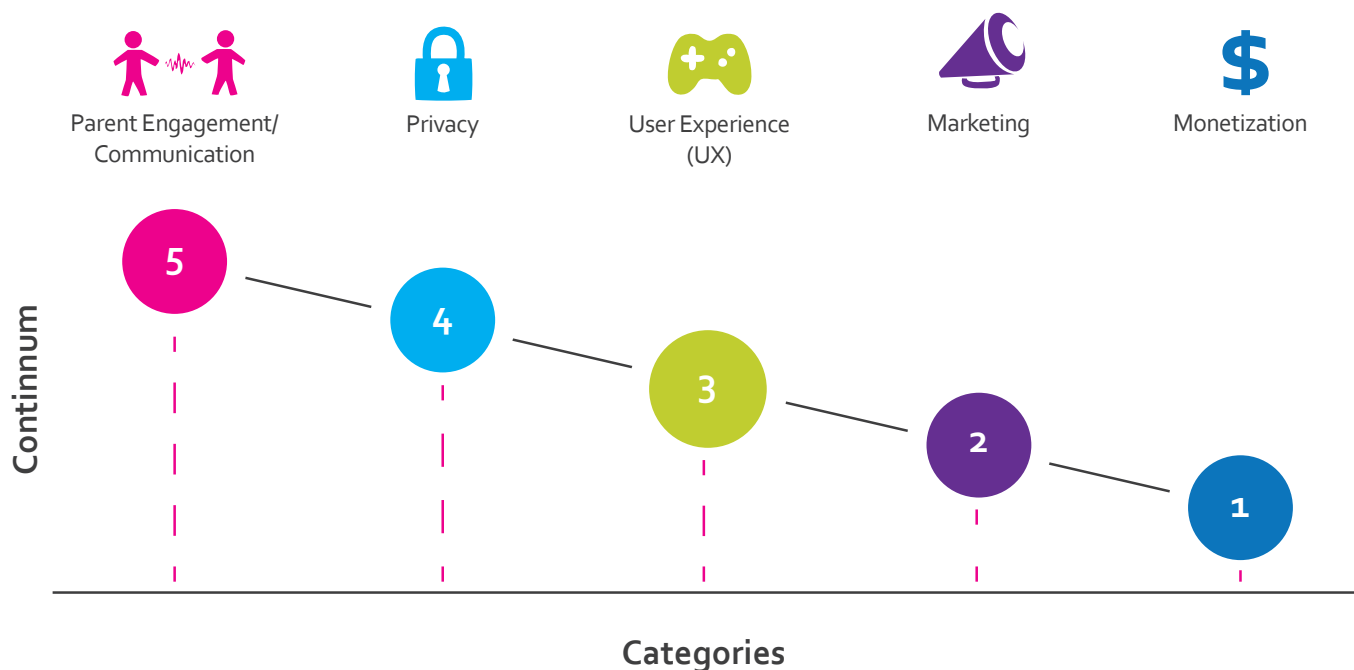 $
Parent Engagement/
Communication
Privacy
User Experience
(UX)
Marketing
Monetization
5
4
3
2
1
Continnum
Categories